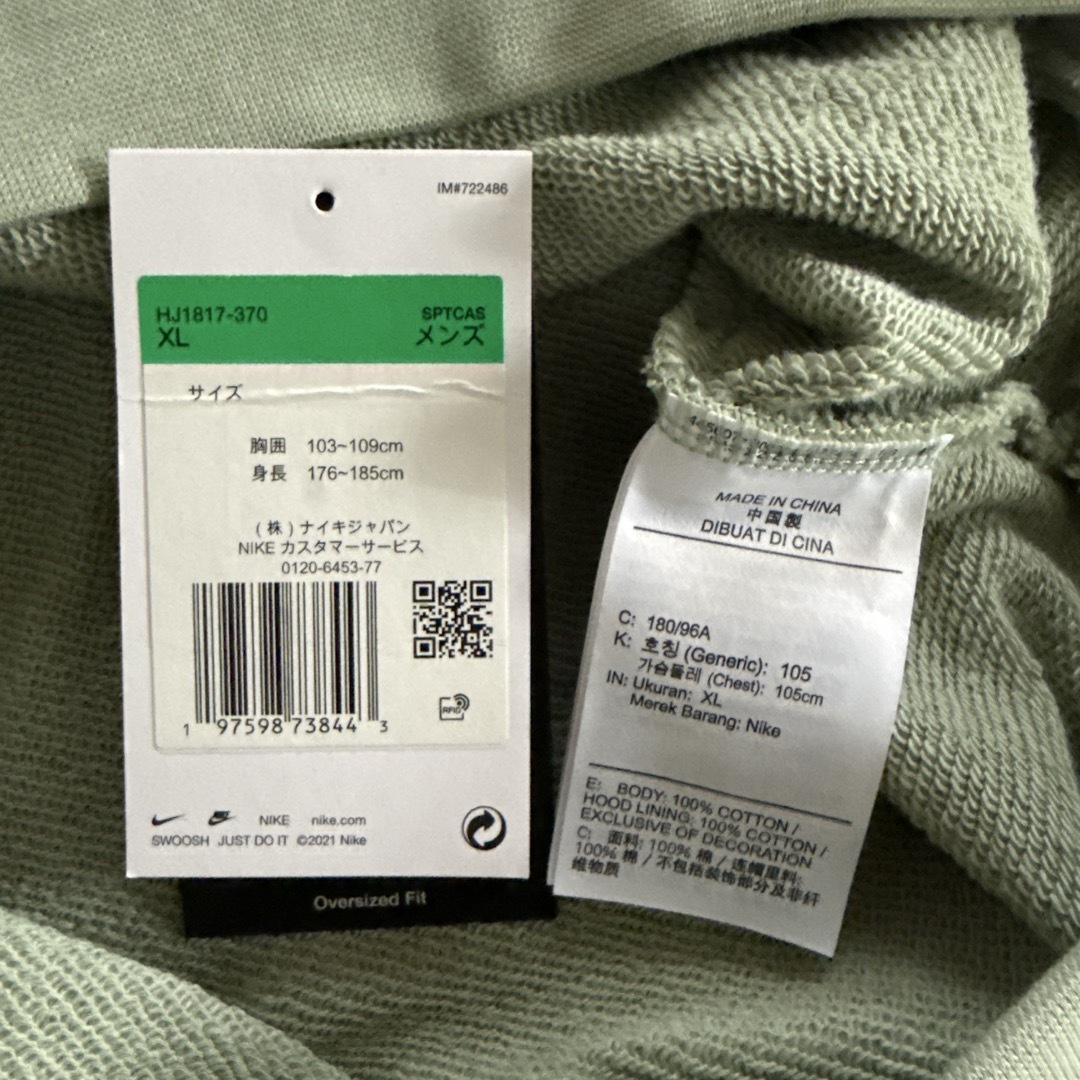 IM#722486
HJ1817-370 SPTCAS
XL メンズ
サイズ
胸囲 103~109cm
身長 176~185cm
(株)ナイキジャパン
NIKE カスタマーサービス
0120-6453-77
1 97598 73844 3
RFID
NIKE nike.com
SWOOSH JUST DO IT ©2021 Nike
Oversized Fit
MADE IN CHINA
中国製
DIBUAT DI CINA
C: 180/96A
K: 호칭 (Generic): 105
가슴둘레 (Chest): 105cm
IN: Ukuran: XL
Merek Barang: Nike
E: BODY: 100% COTTON /
HOOD LINING: 100% COTTON /
EXCLUSIVE OF DECORATION
C: 面料: 100% 棉 / 连帽里料:
100% 棉 / 不包括装饰部分及非纤
维物质